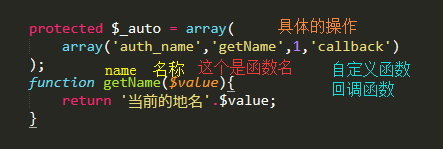 protected $_auto = array( 具体的操作
array('auth_name','getName',1,'callback')
); name 名称 这个是函数名 自定义函数
function getName($value){ 回调函数
return '当前的地名'.$value;
}